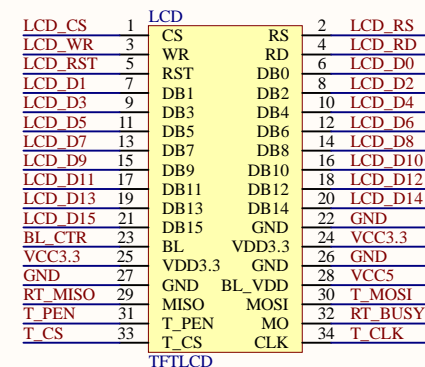 LCD
LCD_CS 1 CS RS 2 LCD_RS
LCD_WR 3 WR RD 4 LCD_RD
LCD_RST 5 RST DB0 6 LCD_D0
LCD_D1 7 DB1 DB2 8 LCD_D2
LCD_D3 9 DB3 DB4 10 LCD_D4
LCD_D5 11 DB5 DB6 12 LCD_D6
LCD_D7 13 DB7 DB8 14 LCD_D8
LCD_D9 15 DB9 DB10 16 LCD_D10
LCD_D11 17 DB11 DB12 18 LCD_D12
LCD_D13 19 DB13 DB14 20 LCD_D14
LCD_D15 21 DB15 GND 22 GND
BL_CTR 23 BL VDD3.3 24 VCC3.3
VCC3.3 25 VDD3.3 GND 26 GND
GND 27 GND BL_VDD 28 VCC5
RT_MISO 29 MISO MOSI 30 T_MOSI
T_PEN 31 T_PEN MO 32 RT_BUSY
T_CS 33 T_CS CLK 34 T_CLK
TFTLCD